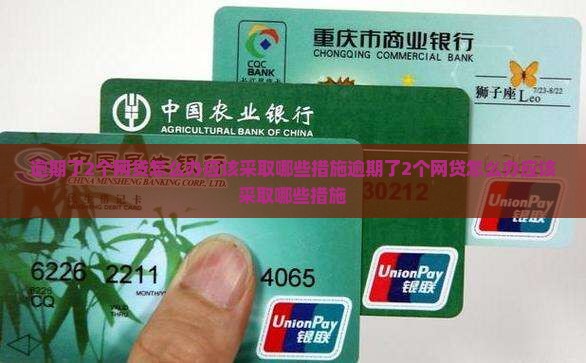 重庆市商业银行
CHONGQING COMMERCIAL BANK
CQC
BANK
7/23-8/22
狮子座Leo
中国农业银行
AGRICULTURAL BANK OF CHINA
逾期了2个网贷怎么办应该采取哪些措施逾期了2个网贷怎么办应该
采取哪些措施
30212
UnionPay
银联
UnionPay
银联
6226 2211 4065
CQ
VALID
THRU
UnionPay
银联